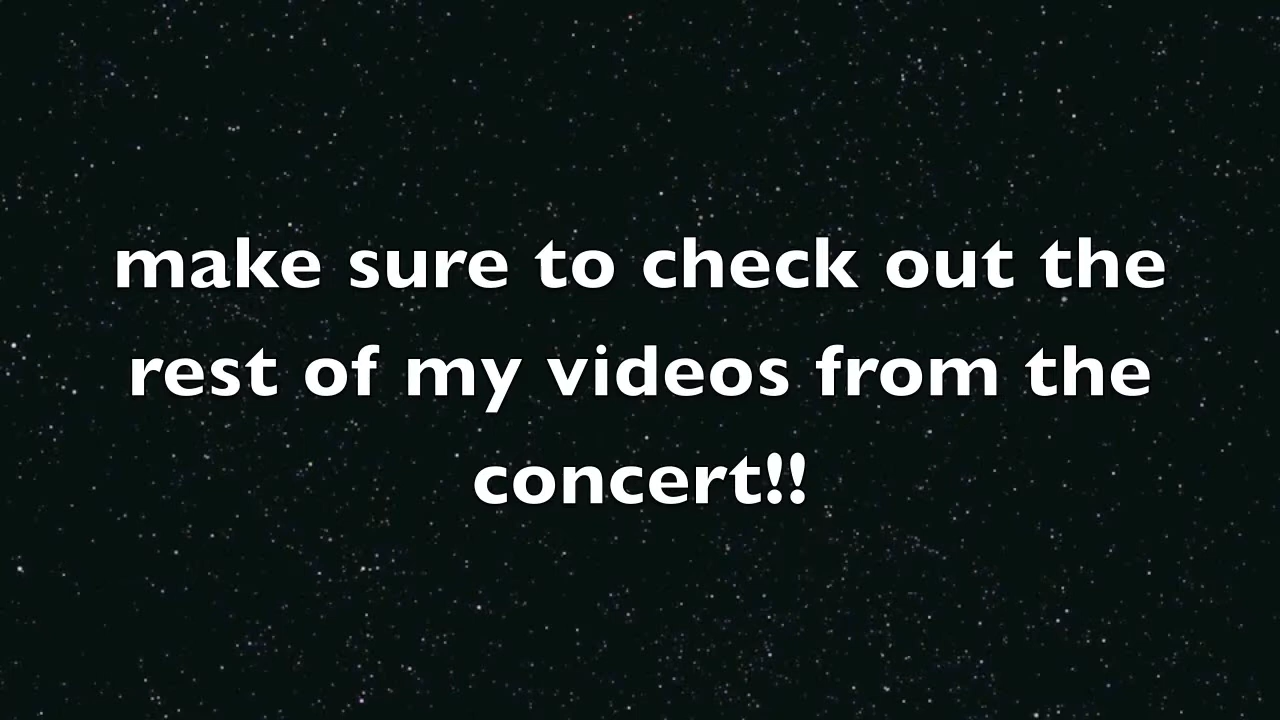 make sure to check out the
rest of my videos from the
concert!!